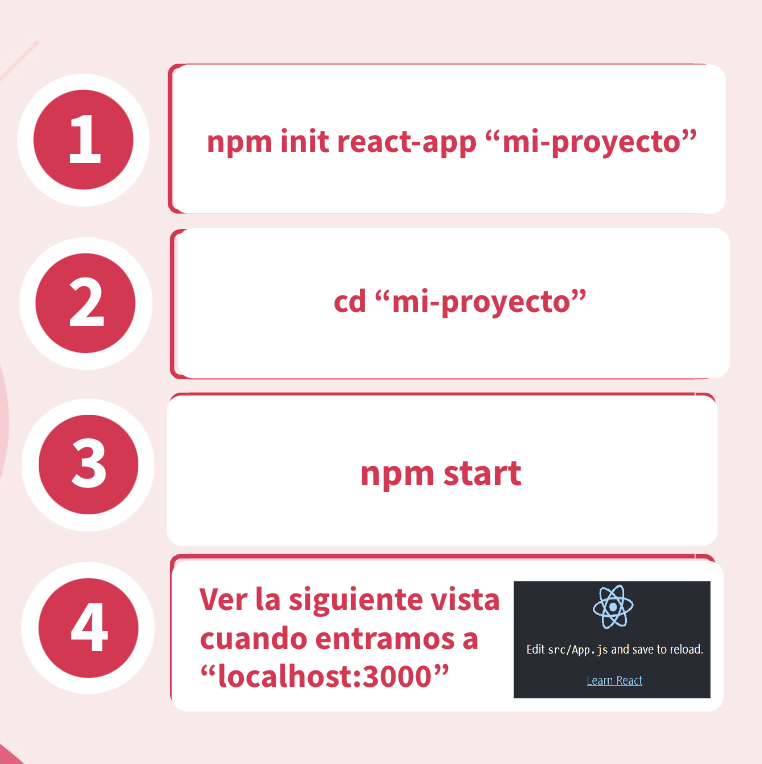 1
npm init react-app “mi-proyecto”
2
cd “mi-proyecto”
3
npm start
4
Ver la siguiente vista
cuando entramos a
“localhost:3000”
Edit src/App.js and save to reload.
Learn React